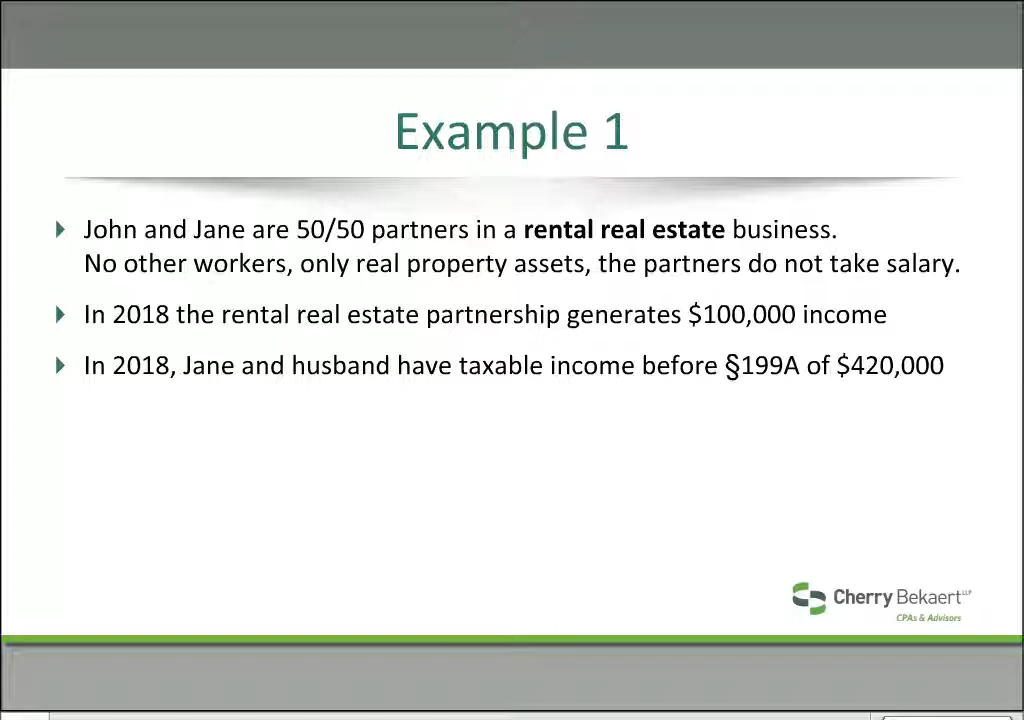 Example 1
John and Jane are 50/50 partners in a rental real estate business.
No other workers, only real property assets, the partners do not take salary.
In 2018 the rental real estate partnership generates $100,000 income
In 2018, Jane and husband have taxable income before §199A of $420,000
Cherry Bekaert LLP
CPAs & Advisors